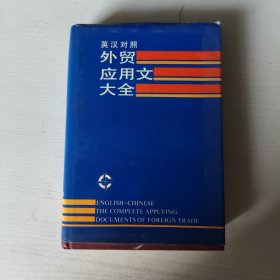 英汉对照
外贸
应用文
大全
ENGLISH-CHINESE
THE COMPLETE APPLYING
DOCUMENTS OF FOREIGN TRADE